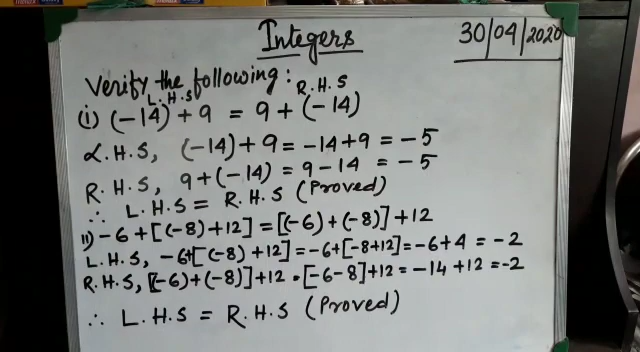 Integers
30/04/2020
Verify the following:
L.H.S R.H.S
(i) (-14) + 9 = 9 + (-14)
L.H.S, (-14) + 9 = -14+9 = -5
R.H.S, 9+(-14) = 9-14 = -5
∴ L.H.S = R.H.S (Proved)
ii) -6+[(-8)+12] = [(-6)+(-8)]+12
L.H.S, -6+[(-8)+12] = -6+[-8+12] = -6+4 = -2
R.H.S, [(-6)+(-8)]+12 = [-6-8]+12 = -14+12 = -2
∴ L.H.S = R.H.S (Proved)